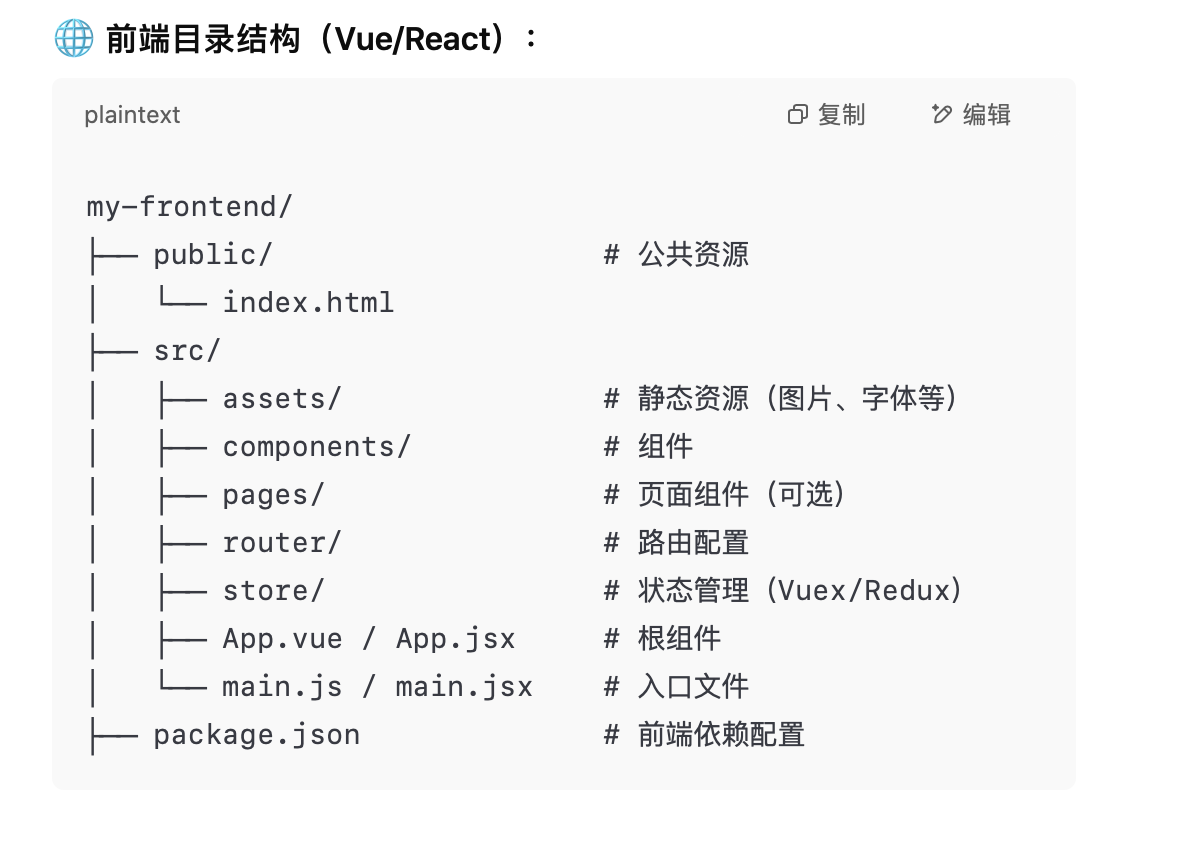 🌐 前端目录结构（Vue/React）：
plaintext 复制 编辑
my-frontend/
├── public/                   # 公共资源
│   └── index.html
├── src/
│   ├── assets/               # 静态资源（图片、字体等）
│   ├── components/           # 组件
│   ├── pages/                # 页面组件（可选）
│   ├── router/               # 路由配置
│   ├── store/                # 状态管理（Vuex/Redux）
│   ├── App.vue / App.jsx     # 根组件
│   └── main.js / main.jsx    # 入口文件
├── package.json              # 前端依赖配置